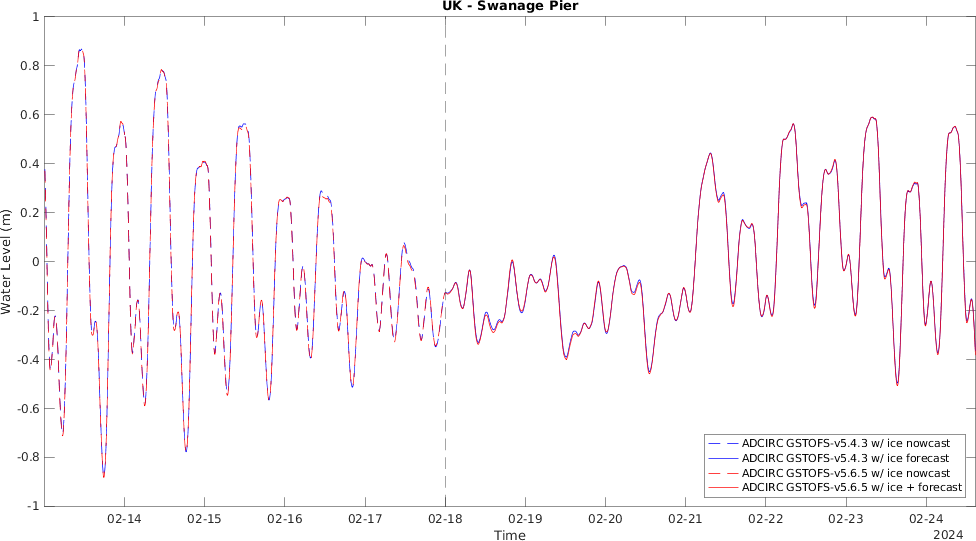 UK - Swanage Pier
1
0.8
0.6
0.4
0.2
0
-0.2
-0.4
-0.6
-0.8
-1
Water Level (m)
02-14 02-15 02-16 02-17 02-18 02-19 02-20 02-21 02-22 02-23 02-24
Time
2024
ADCIRC GSTOFS-v5.4.3 w/ ice nowcast
ADCIRC GSTOFS-v5.4.3 w/ ice forecast
ADCIRC GSTOFS-v5.6.5 w/ ice nowcast
ADCIRC GSTOFS-v5.6.5 w/ ice + forecast